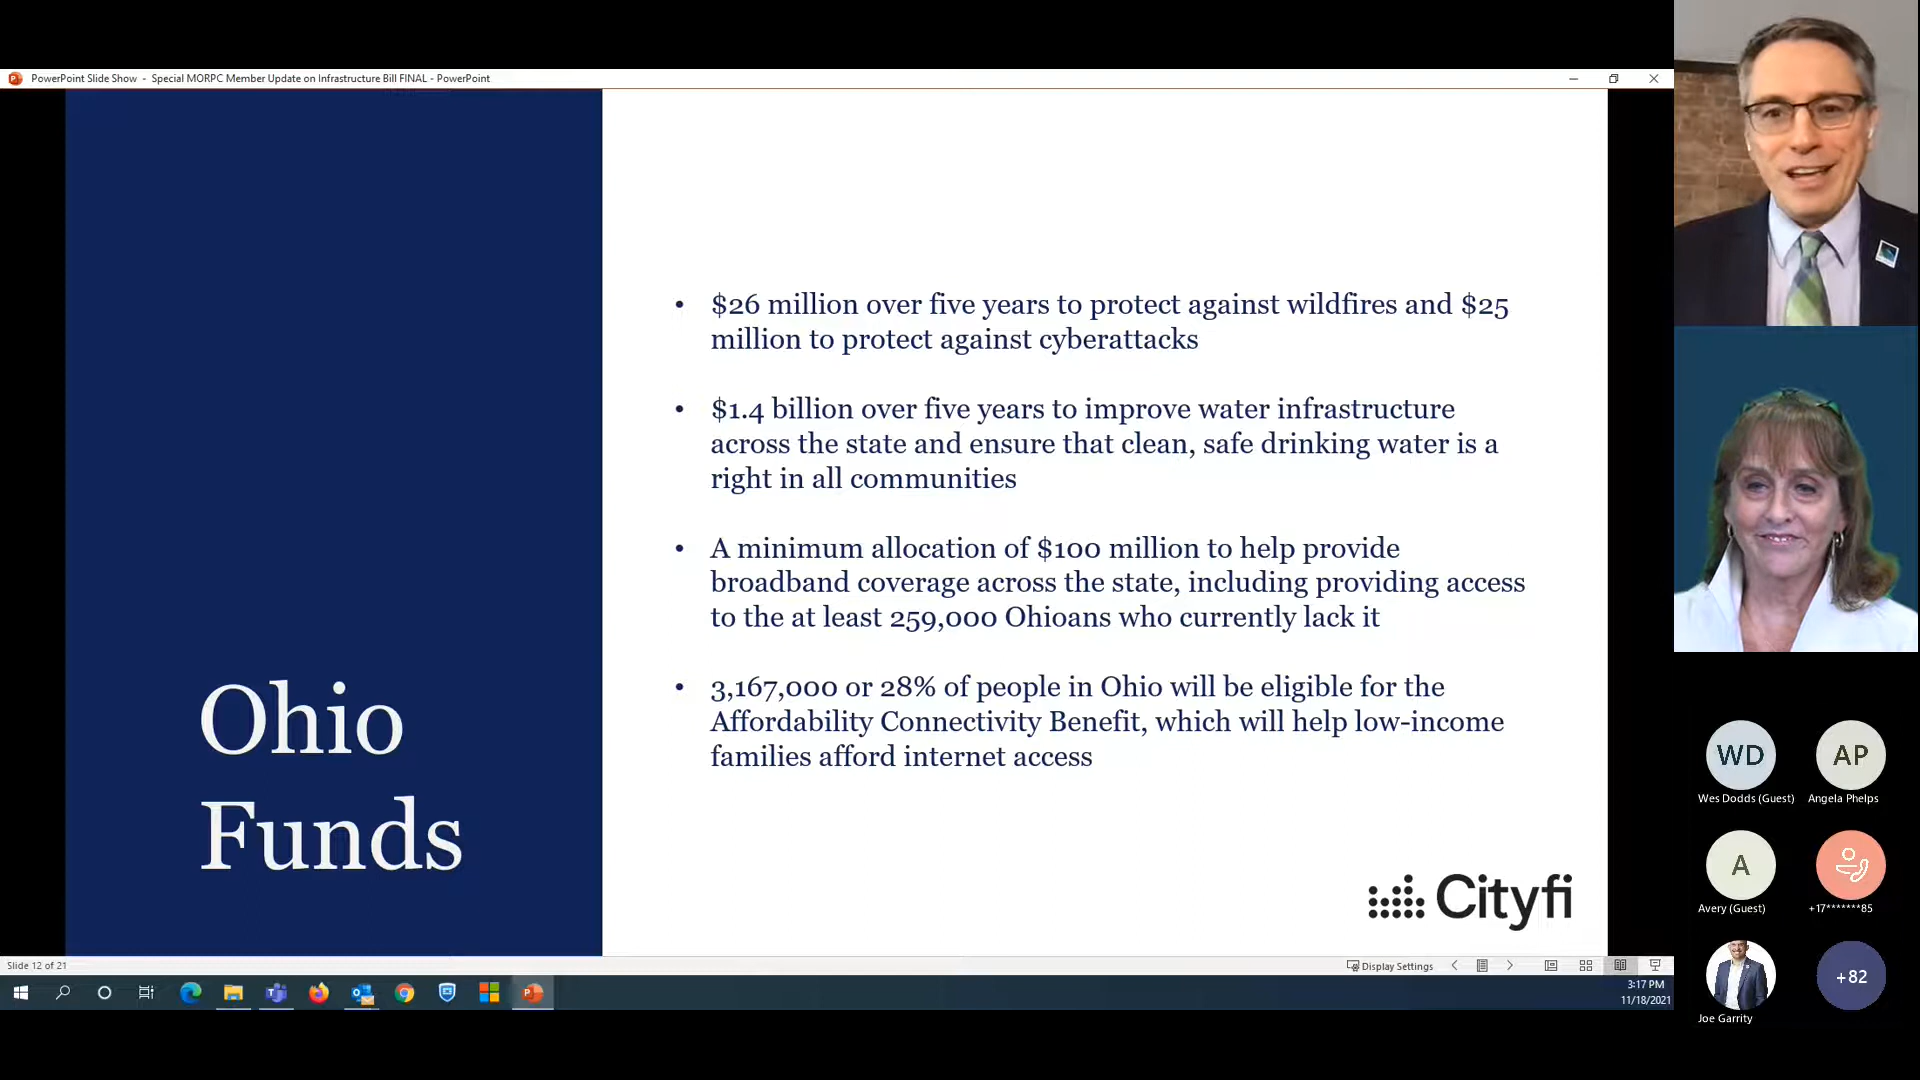 PowerPoint Slide Show - Special MORPC Member Update on Infrastructure Bill FINAL - PowerPoint
Ohio
Funds
• $26 million over five years to protect against wildfires and $25
million to protect against cyberattacks
• $1.4 billion over five years to improve water infrastructure
across the state and ensure that clean, safe drinking water is a
right in all communities
• A minimum allocation of $100 million to help provide
broadband coverage across the state, including providing access
to the at least 259,000 Ohioans who currently lack it
• 3,167,000 or 28% of people in Ohio will be eligible for the
Affordability Connectivity Benefit, which will help low-income
families afford internet access
Cityfi
Slide 12 of 21
Display Settings
3:17 PM
11/18/2021
WD
Wes Dodds (Guest)
AP
Angela Phelps
A
Avery (Guest)
+17*******85
Joe Garrity
+82